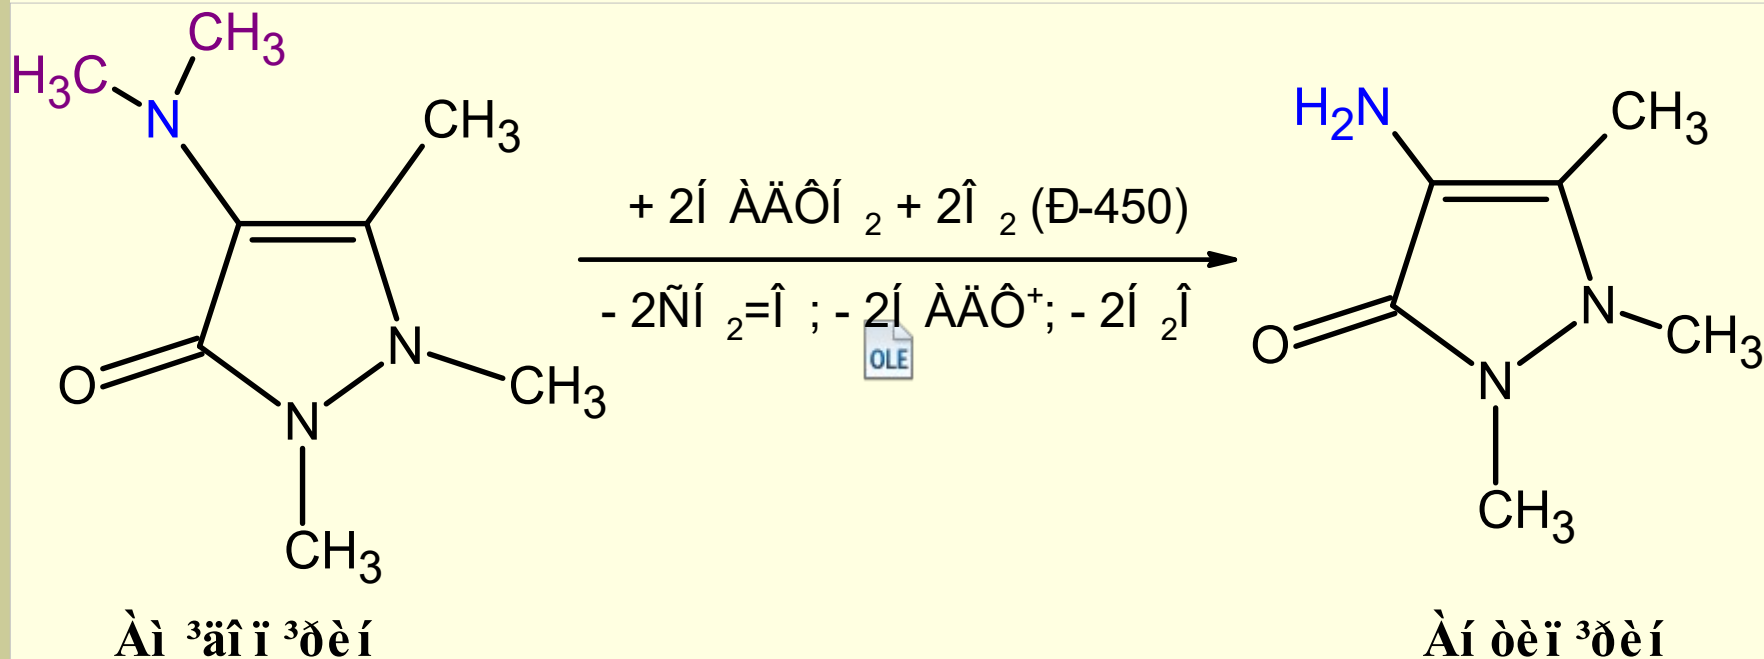 H₃C CH₃
N CH₃
O N N CH₃
CH₃
+ 2Í ÀÄÔÍ ₂ + 2Î ₂ (Ð-450)
- 2ÑÍ ₂=Î ; - 2Í ÀÄÔ⁺; - 2Í ₂Î
OLE
H₂N CH₃
O N N CH₃
CH₃
Àì ³äî ï ³ðèí
Àí òèï ³ðèí